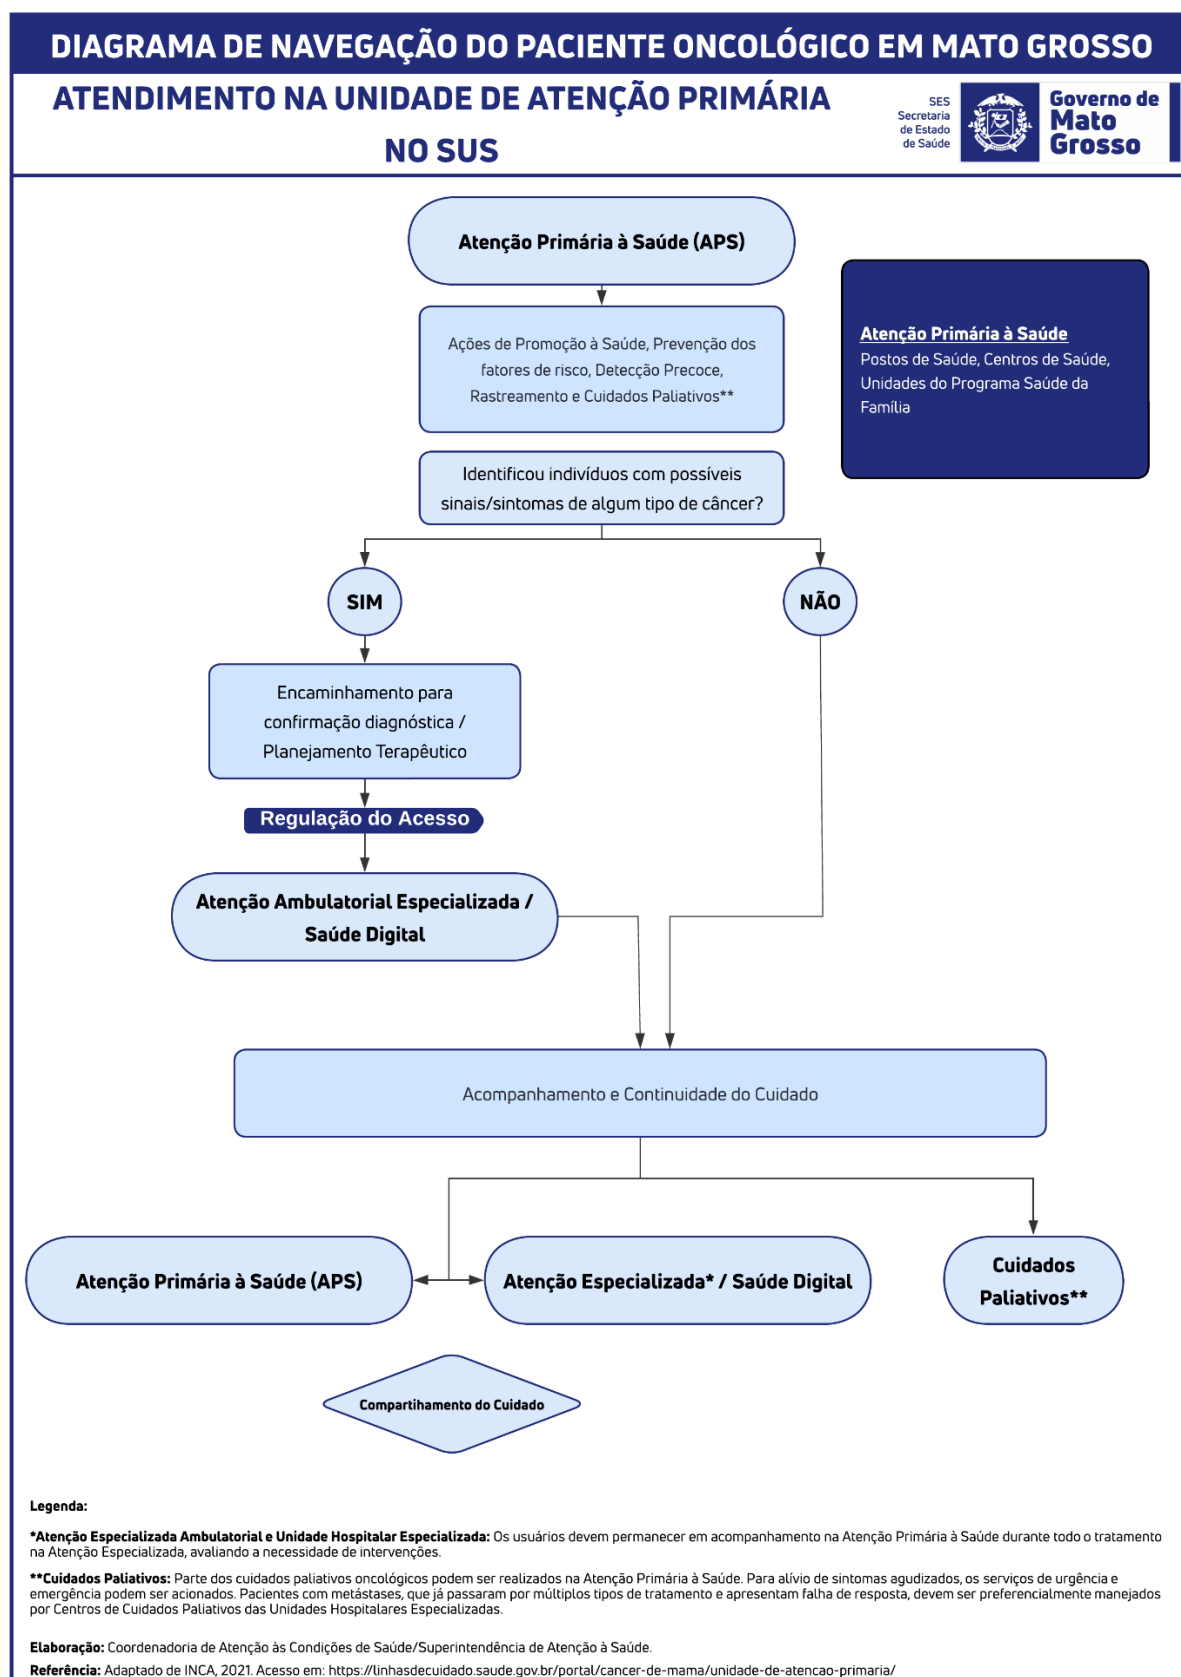 DIAGRAMA DE NAVEGAÇÃO DO PACIENTE ONCOLÓGICO EM MATO GROSSO
ATENDIMENTO NA UNIDADE DE ATENÇÃO PRIMÁRIA
NO SUS
SES
Secretaria
de Estado
de Saúde
Governo de
Mato
Grosso
Atenção Primária à Saúde (APS)
Ações de Promoção à Saúde, Prevenção dos
fatores de risco, Detecção Precoce,
Rastreamento e Cuidados Paliativos**
Atenção Primária à Saúde
Postos de Saúde, Centros de Saúde,
Unidades do Programa Saúde da
Família
Identificou indivíduos com possíveis
sinais/sintomas de algum tipo de câncer?
SIM
NÃO
Encaminhamento para
confirmação diagnóstica /
Planejamento Terapêutico
Regulação do Acesso
Atenção Ambulatorial Especializada /
Saúde Digital
Acompanhamento e Continuidade do Cuidado
Atenção Primária à Saúde (APS)
Atenção Especializada* / Saúde Digital
Cuidados
Paliativos**
Compartihamento do Cuidado
Legenda:
*Atenção Especializada Ambulatorial e Unidade Hospitalar Especializada: Os usuários devem permanecer em acompanhamento na Atenção Primária à Saúde durante todo o tratamento
na Atenção Especializada, avaliando a necessidade de intervenções.
**Cuidados Paliativos: Parte dos cuidados paliativos oncológicos podem ser realizados na Atenção Primária à Saúde. Para alívio de sintomas agudizados, os serviços de urgência e
emergência podem ser acionados. Pacientes com metástases, que já passaram por múltiplos tipos de tratamento e apresentam falha de resposta, devem ser preferencialmente manejados
por Centros de Cuidados Paliativos das Unidades Hospitalares Especializadas.
Elaboração: Coordenadoria de Atenção às Condições de Saúde/Superintendência de Atenção à Saúde.
Referência: Adaptado de INCA, 2021. Acesso em: https://linhasdecuidado.saude.gov.br/portal/cancer-de-mama/unidade-de-atencao-primaria/